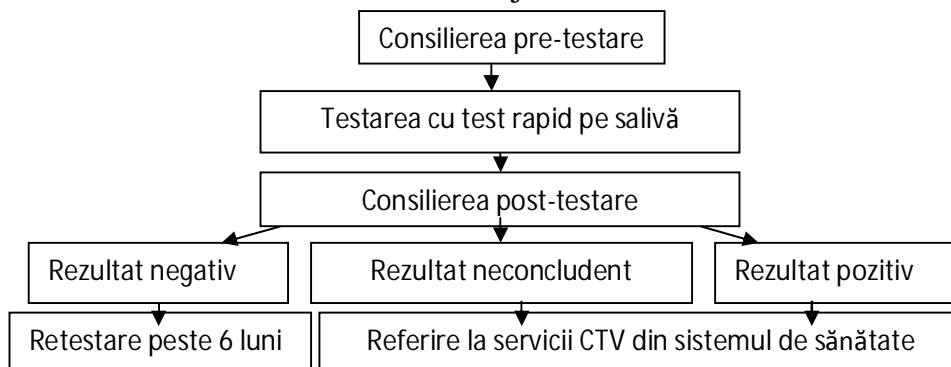 Consilierea pre-testare
Testarea cu test rapid pe salivă
Consilierea post-testare
Rezultat negativ
Rezultat neconcludent
Rezultat pozitiv
Retestare peste 6 luni
Referire la servicii CTV din sistemul de sănătate